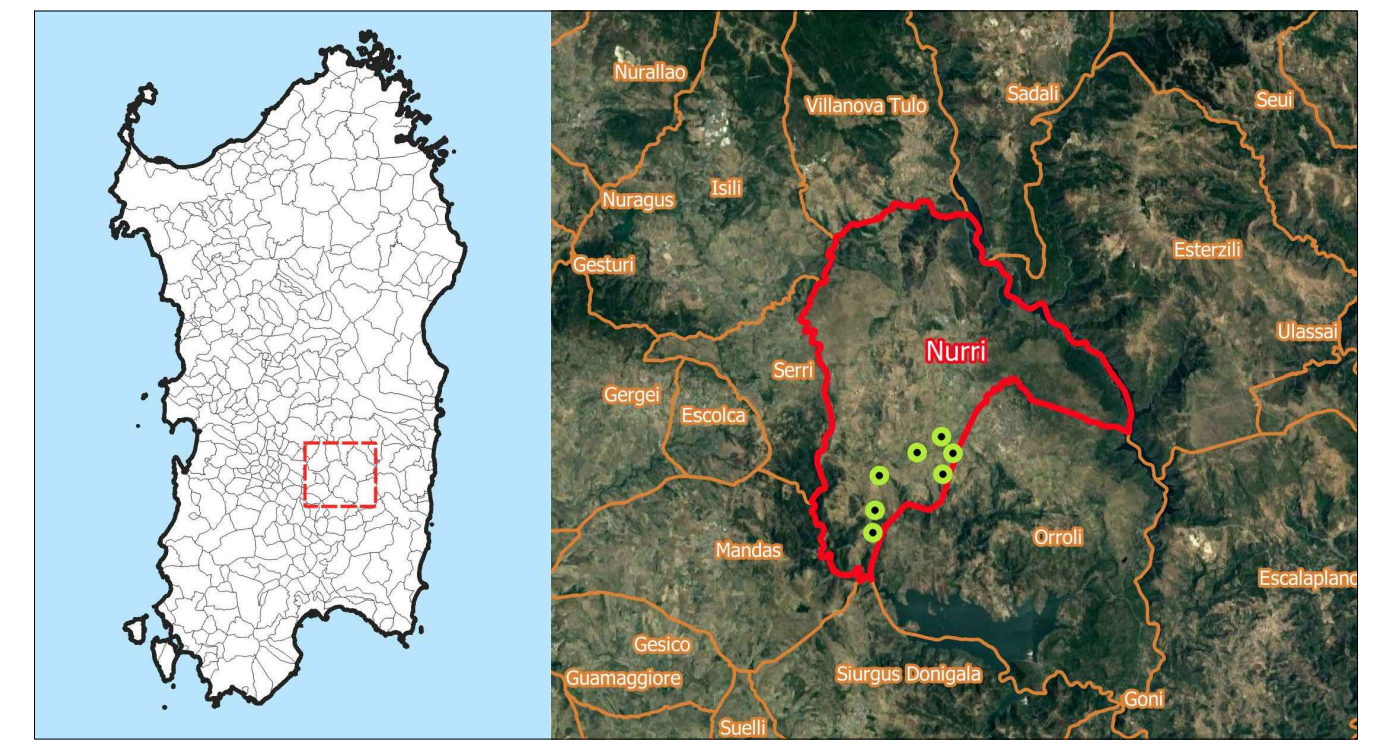 Nurallao
Villanova Tulo
Sadali
Seui
Isili
Nuragus
Esterzili
Gesturi
Ulassai
Nurri
Serri
Gergei
Escolca
Orroli
Mandas
Escalaplano
Gesico
Siurgus Donigala
Guamaggiore
Goni
Suelli